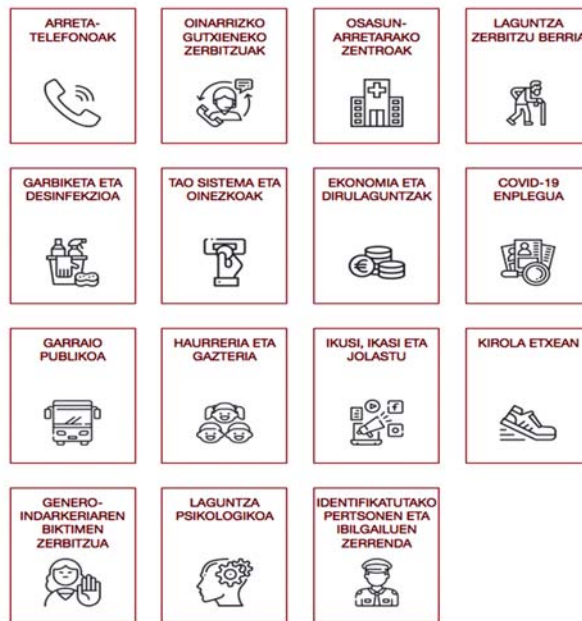 ARRETA-
TELEFONOAK
OINARRIZKO
GUTXIENEKO
ZERBITZUAK
OSASUN-
ARRETARAKO
ZENTROAK
LAGUNTZA
ZERBITZU BERRIA
GARBIKETA ETA
DESINFEKZIOA
TAO SISTEMA ETA
OINEZKOAK
EKONOMIA ETA
DIRULAGUNTZAK
COVID-19
ENPLEGUA
GARRAIO
PUBLIKOA
HAURRERIA ETA
GAZTERIA
IKUSI, IKASI ETA
JOLASTU
KIROLA ETXEAN
GENERO-
INDARKERIAREN
BIKTIMEN
ZERBITZUA
LAGUNTZA
PSIKOLOGIKOA
IDENTIFIKATUTAKO
PERTSONEN ETA
IBILGAILUEN
ZERRENDA